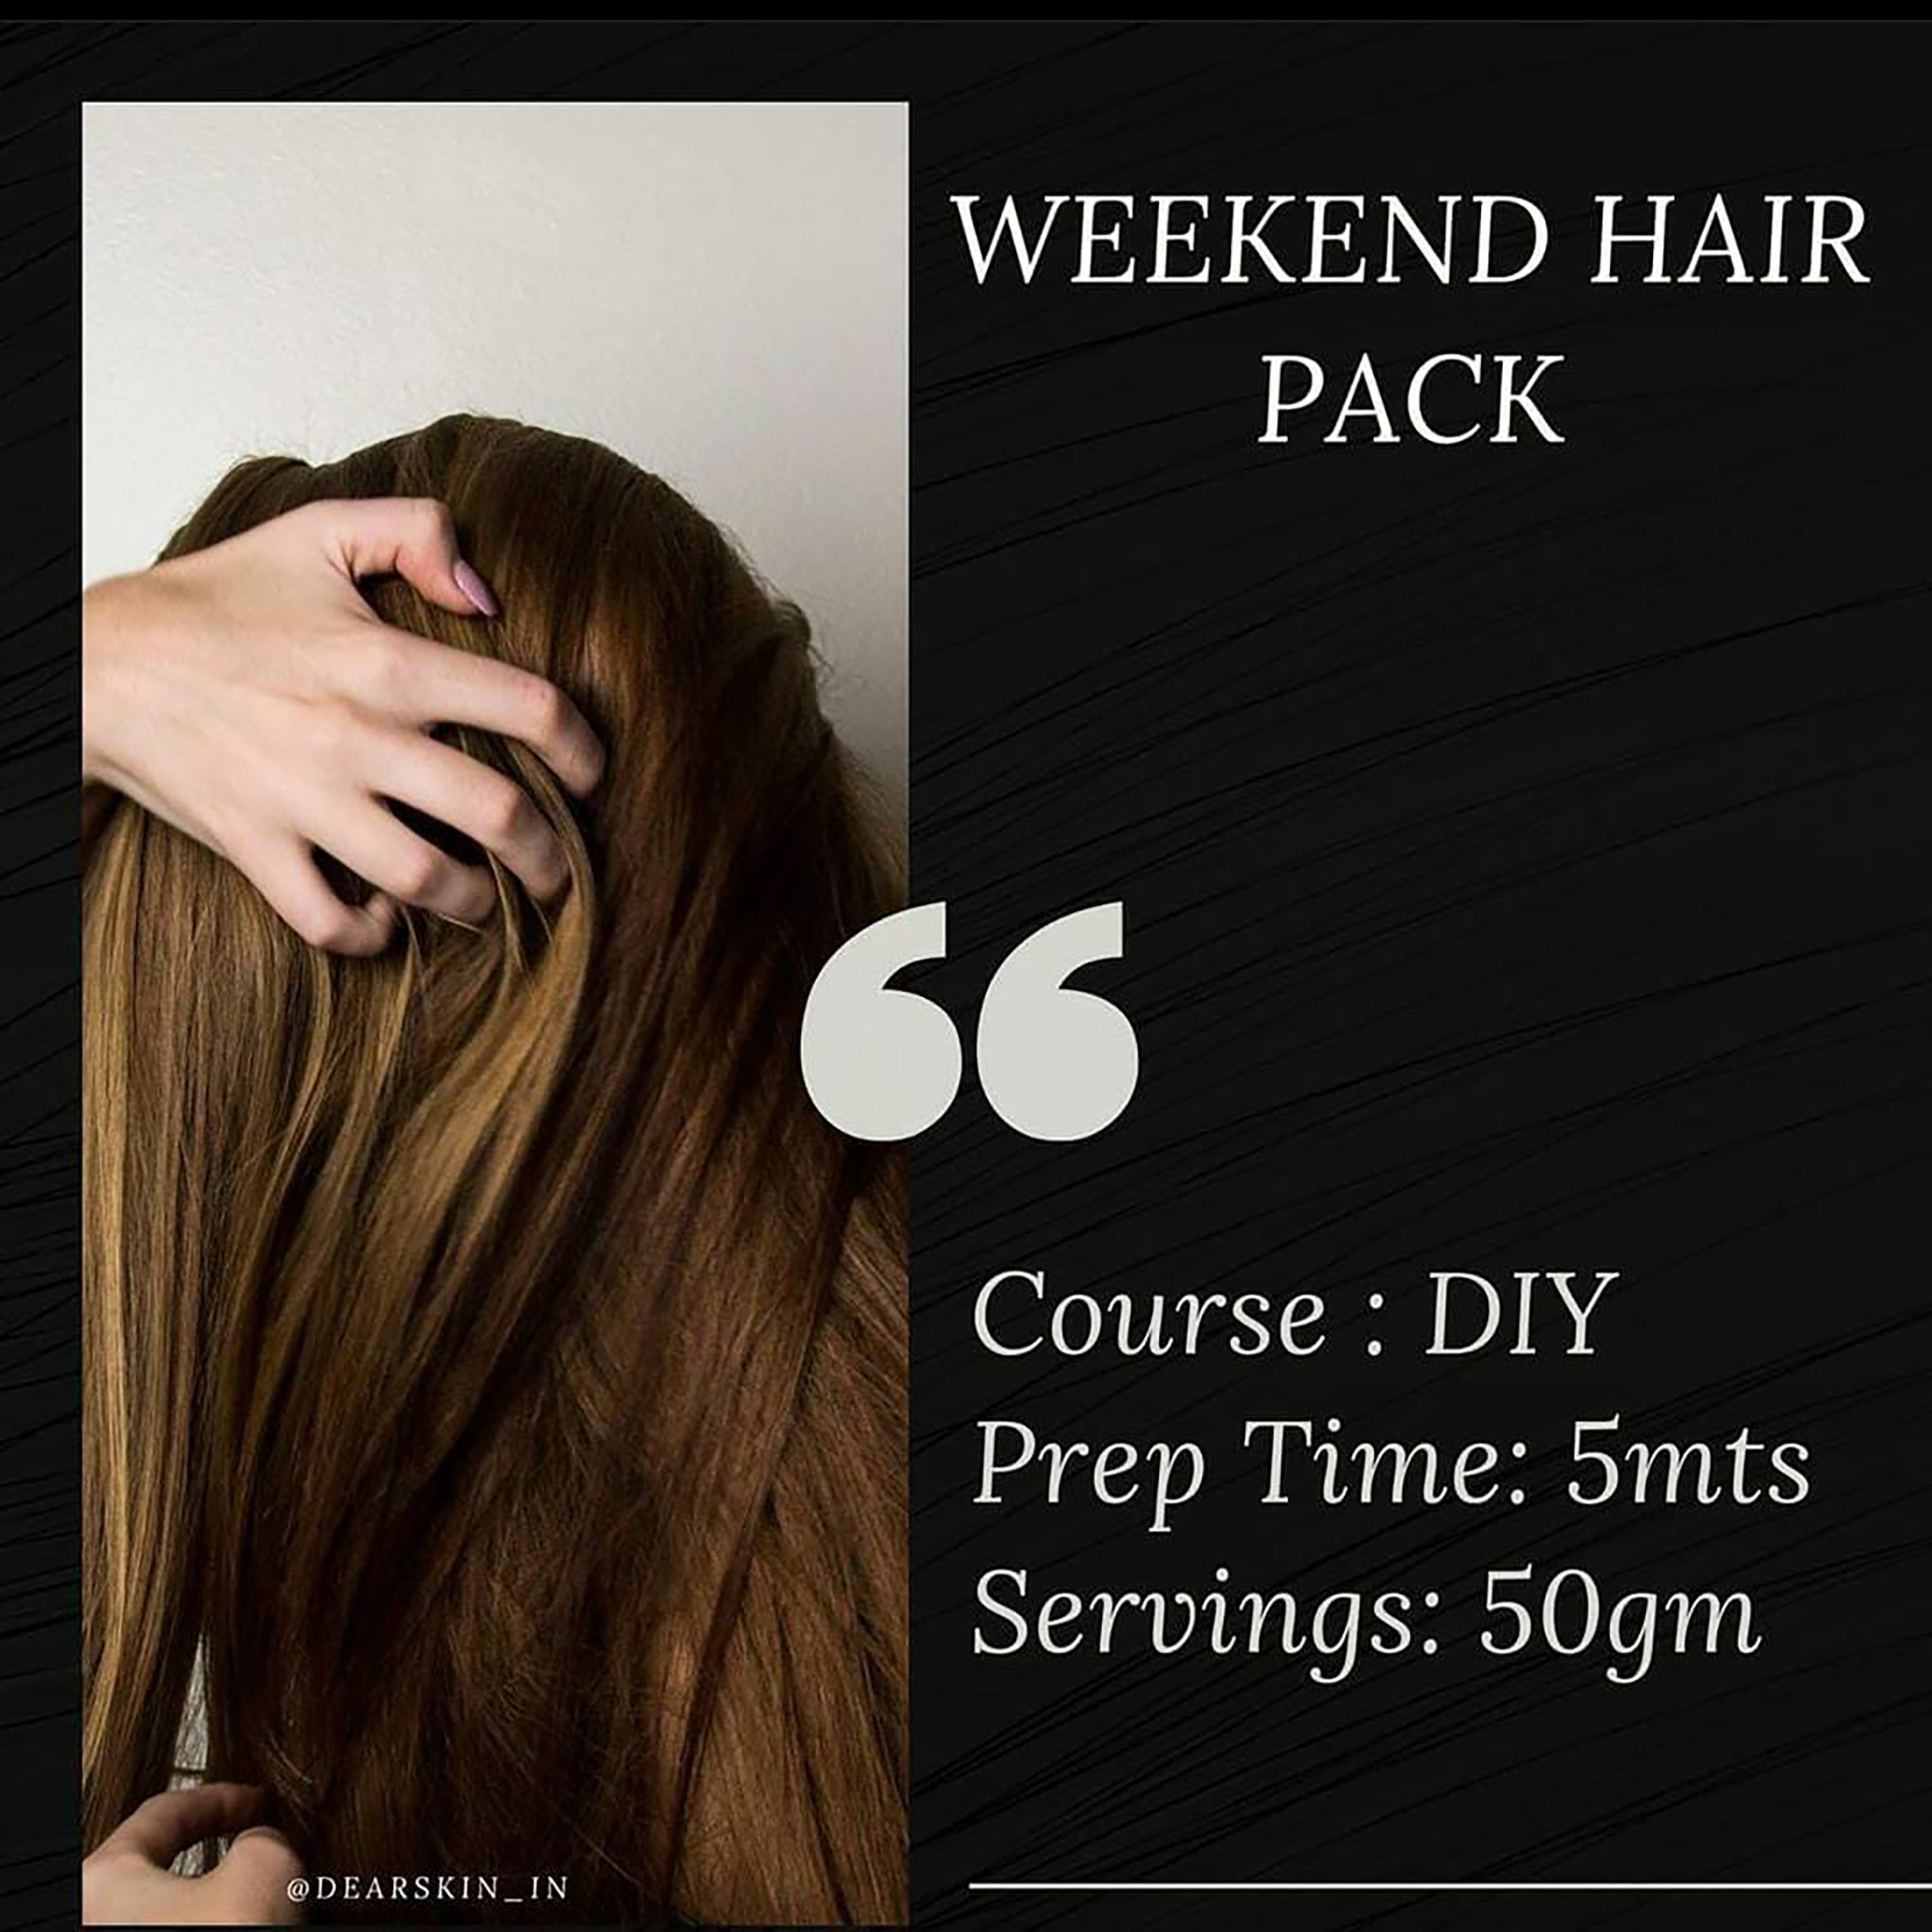 WEEKEND HAIR
PACK
“
Course : DIY
Prep Time: 5mts
Servings: 50gm
@DEARSKIN_IN